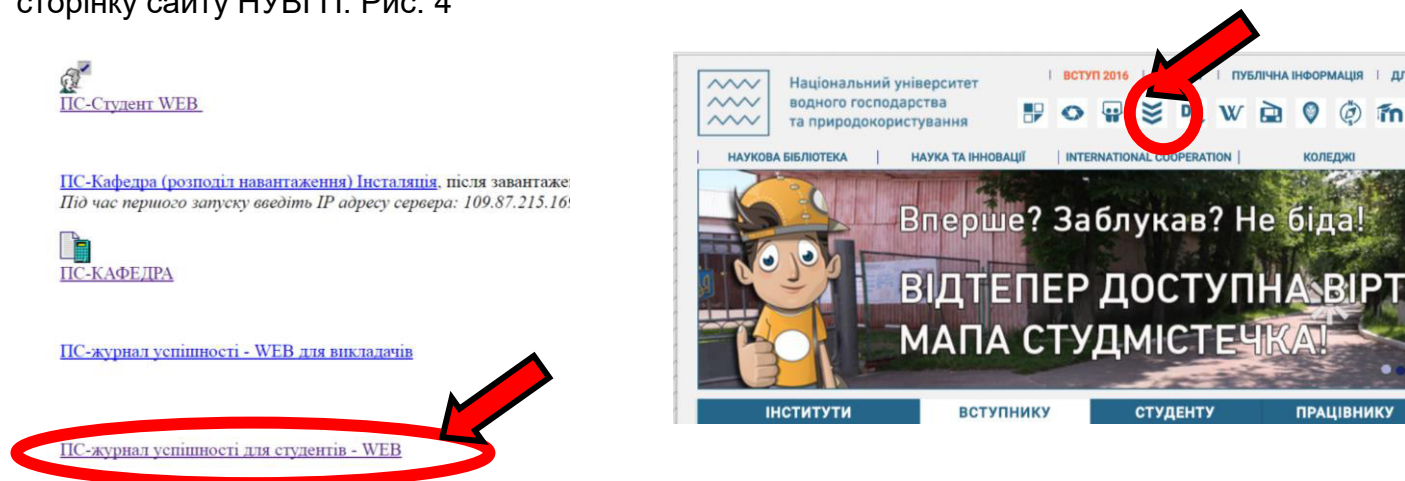 сторінку сайту НУВГП. Рис. 4
ПС-Студент WEB
ПС-Кафедра (розподіл навантаження) Інсталяція, після завантаже
Під час першого запуску введіть IP адресу сервера: 109.87.215.16
ПС-КАФЕДРА
ПС-журнал успішності - WEB для викладачів
ПС-журнал успішності для студентів - WEB
Національний університет
водного господарства
та природокористування
ВСТУП 2016
ПУБЛІЧНА ІНФОРМАЦІЯ
НАУКОВА БІБЛІОТЕКА
НАУКА ТА ІННОВАЦІЇ
INTERNATIONAL COOPERATION
КОЛЕДЖІ
Вперше? Заблукав? Не біда!
ВІДТЕПЕР ДОСТУПНА ВІРТ
МАПА СТУДМІСТЕЧКА!
ІНСТИТУТИ
ВСТУПНИКУ
СТУДЕНТУ
ПРАЦІВНИКУ